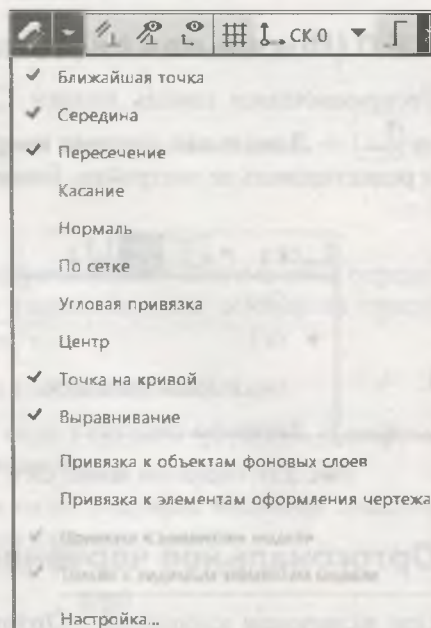 СК 0
Ближайшая точка
Середина
Пересечение
Касание
Нормаль
По сетке
Угловая привязка
Центр
Точка на кривой
Выравнивание
Привязка к объектам фоновых слоев
Привязка к элементам оформления чертежа
Настройка...